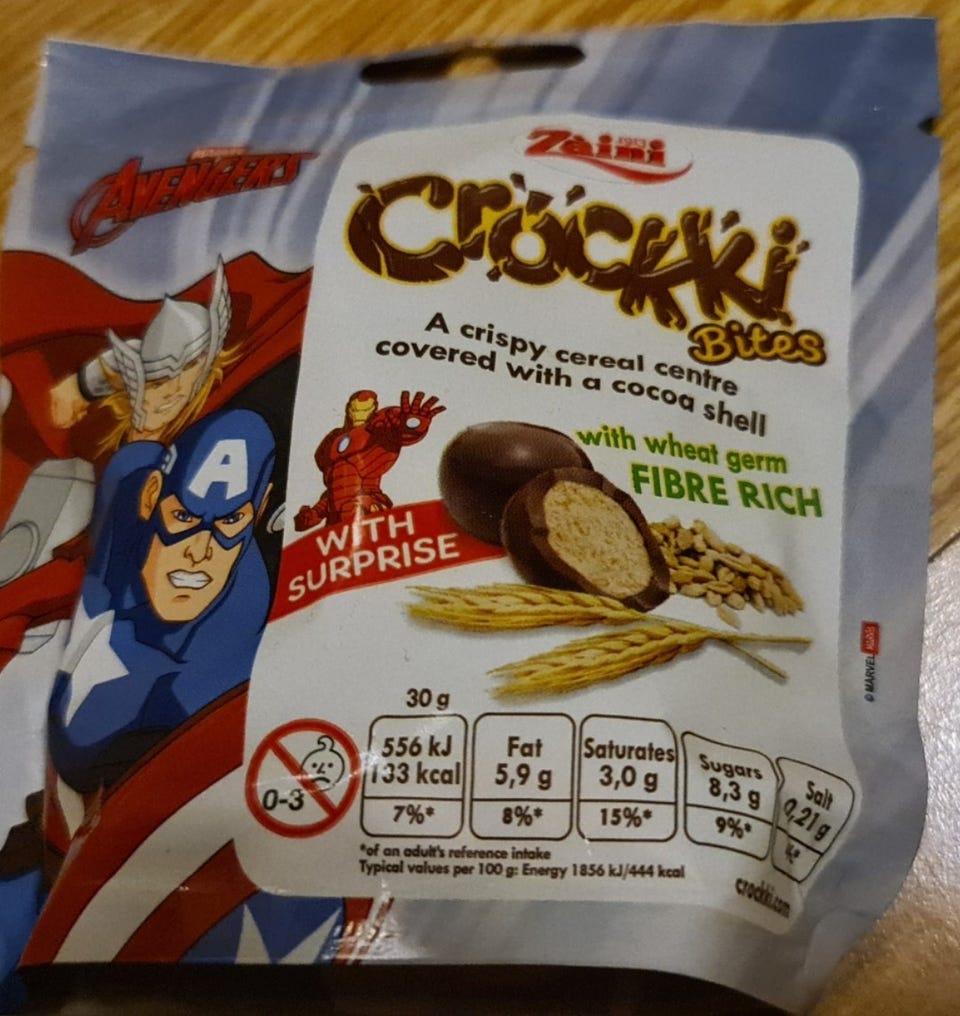 Zàini
1913
AVENGERS
Crockki
Bites
A crispy cereal centre
covered with a cocoa shell
with wheat germ
FIBRE RICH
WITH
SURPRISE
A
© MARVEL MARVEL
30 g
0-3
556 kJ
133 kcal
7%*
Fat
5,9 g
8%*
Saturates
3,0 g
15%*
Sugars
8,3 g
9%*
Salt
0,21 g
*of an adult's reference intake
Typical values per 100 g: Energy 1856 kJ/444 kcal
crockki.com